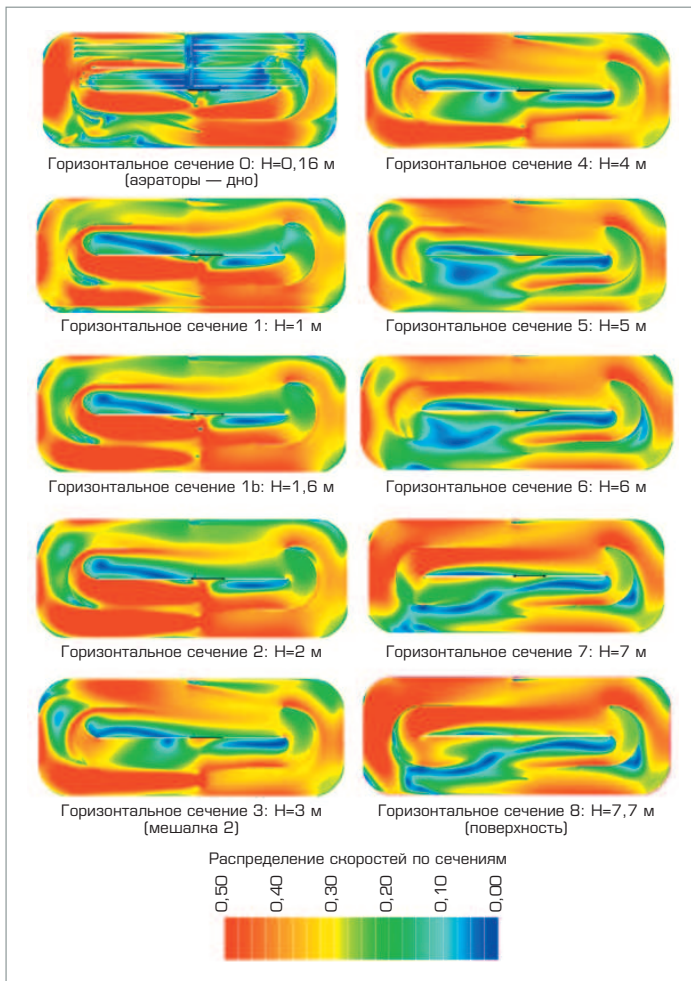 Горизонтальное сечение 0: H=0,16 м
(аэраторы — дно)
Горизонтальное сечение 4: H=4 м
Горизонтальное сечение 1: H=1 м
Горизонтальное сечение 5: H=5 м
Горизонтальное сечение 1b: H=1,6 м
Горизонтальное сечение 6: H=6 м
Горизонтальное сечение 2: H=2 м
Горизонтальное сечение 7: H=7 м
Горизонтальное сечение 3: H=3 м
(мешалка 2)
Горизонтальное сечение 8: H=7,7 м
(поверхность)
Распределение скоростей по сечениям
0,50 0,40 0,30 0,20 0,10 0,00